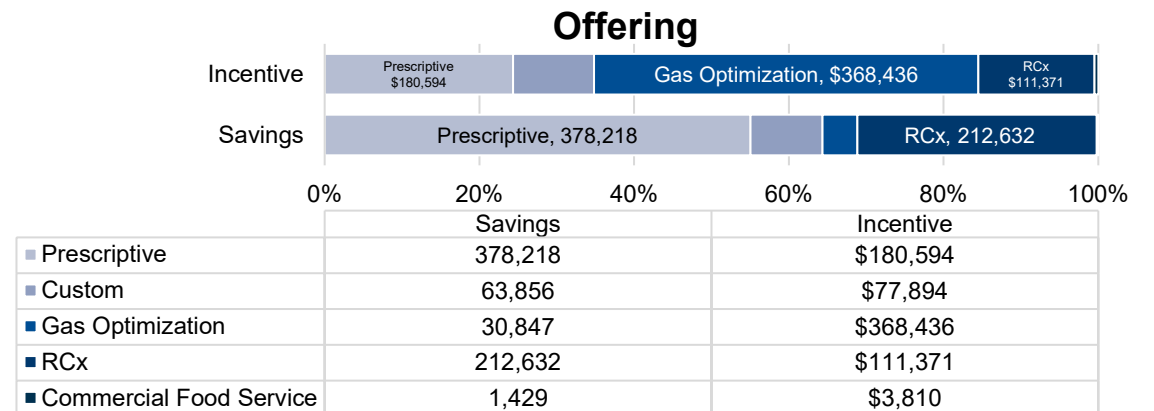 Offering
Incentive
Prescriptive
$180,594
Gas Optimization, $368,436
RCx
$111,371
Savings
Prescriptive, 378,218
RCx, 212,632
0% 20% 40% 60% 80% 100%
Savings Incentive
Prescriptive 378,218 $180,594
Custom 63,856 $77,894
Gas Optimization 30,847 $368,436
RCx 212,632 $111,371
Commercial Food Service 1,429 $3,810